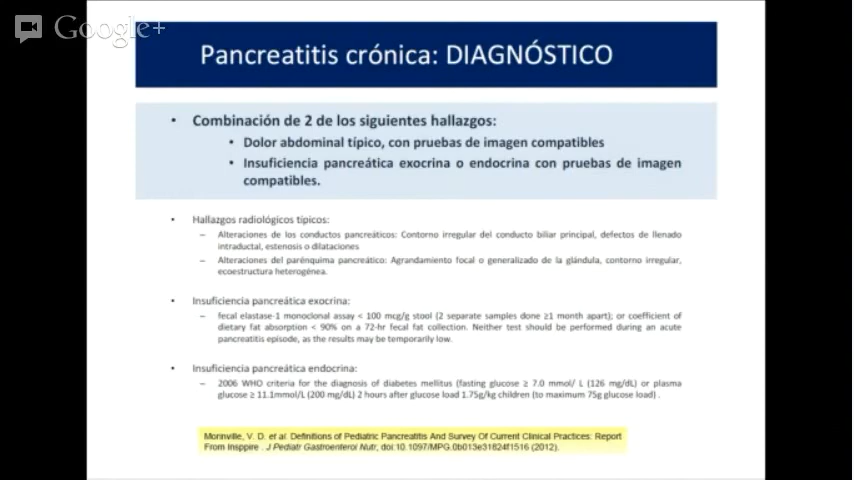 Google+
Pancreatitis crónica: DIAGNÓSTICO
• Combinación de 2 de los siguientes hallazgos:
• Dolor abdominal típico, con pruebas de imagen compatibles
• Insuficiencia pancreática exocrina o endocrina con pruebas de imagen
compatibles.
• Hallazgos radiológicos típicos:
– Alteraciones de los conductos pancreáticos: Contorno irregular del conducto biliar principal, defectos de llenado
intraductal, estenosis o dilataciones
– Alteraciones del parénquima pancreático: Agrandamiento focal o generalizado de la glándula, contorno irregular,
ecoestructura heterogénea.
• Insuficiencia pancreática exocrina:
– fecal elastase-1 monoclonal assay < 100 mcg/g stool (2 separate samples done ≥1 month apart); or coefficient of
dietary fat absorption < 90% on a 72-hr fecal fat collection. Neither test should be performed during an acute
pancreatitis episode, as the results may be temporarily low.
• Insuficiencia pancreática endocrina:
– 2006 WHO criteria for the diagnosis of diabetes mellitus (fasting glucose ≥ 7.0 mmol/ L (126 mg/dL) or plasma
glucose ≥ 11.1mmol/L (200 mg/dL) 2 hours after glucose load 1.75g/kg children (to maximum 75g glucose load) .
Morinville, V. D. et al. Definitions of Pediatric Pancreatitis And Survey Of Current Clinical Practices: Report
From Insppire . J Pediatr Gastroenterol Nutr, doi:10.1097/MPG.0b013e31824f1516 (2012).